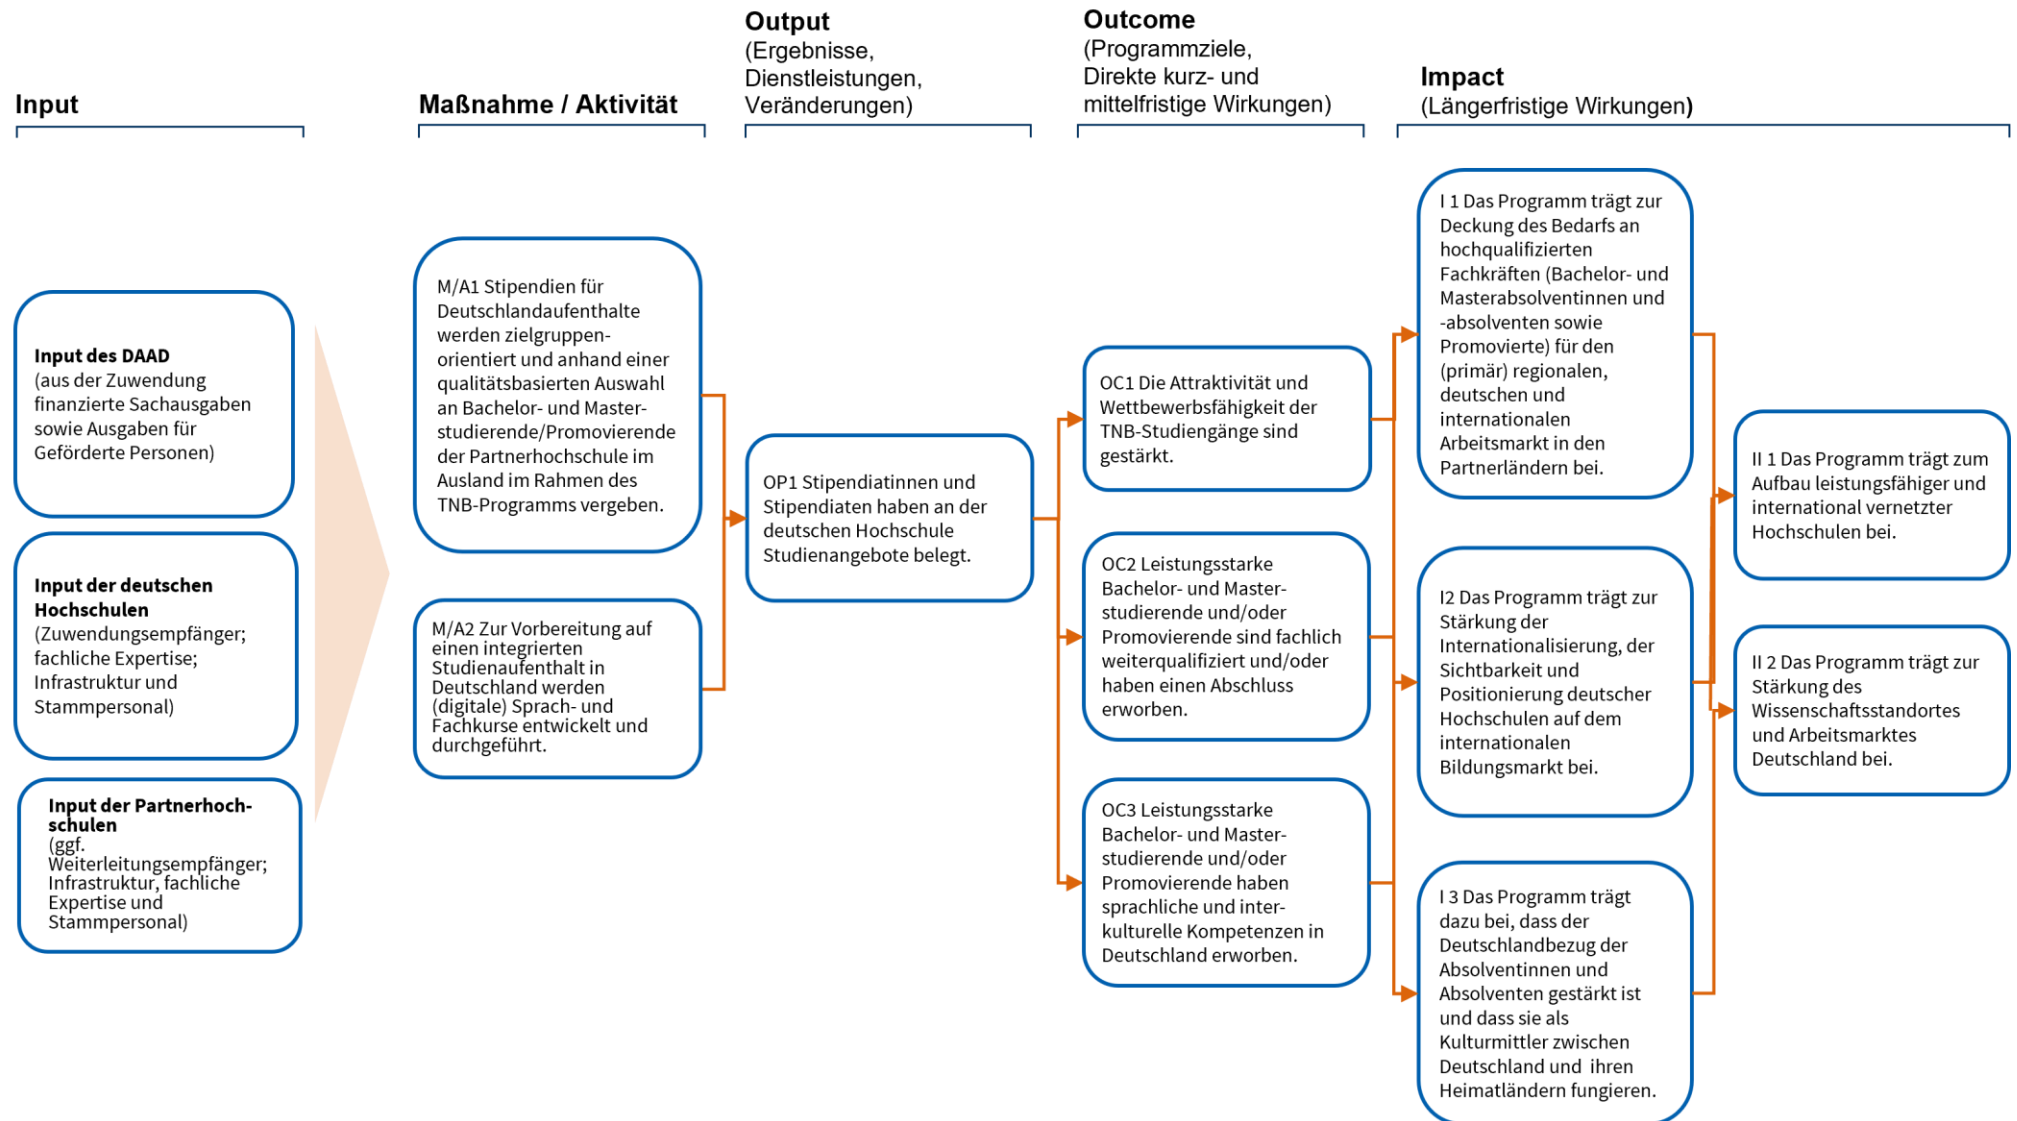 Input
Maßnahme / Aktivität
Output
(Ergebnisse,
Dienstleistungen,
Veränderungen)
Outcome
(Programmziele,
Direkte kurz- und
mittelfristige Wirkungen)
Impact
(Längerfristige Wirkungen)
Input des DAAD
(aus der Zuwendung
finanzierte Sachausgaben
sowie Ausgaben für
Geförderte Personen)
Input der deutschen
Hochschulen
(Zuwendungsempfänger;
fachliche Expertise;
Infrastruktur und
Stammpersonal)
Input der Partnerhoch-
schulen
(ggf.
Weiterleitungsempfänger;
Infrastruktur, fachliche
Expertise und
Stammpersonal)
M/A1 Stipendien für
Deutschlandaufenthalte
werden zielgruppen-
orientiert und anhand einer
qualitätsbasierten Auswahl
an Bachelor- und Master-
studierende/Promovierende
der Partnerhochschule im
Ausland im Rahmen des
TNB-Programms vergeben.
M/A2 Zur Vorbereitung auf
einen integrierten
Studienaufenthalt in
Deutschland werden
(digitale) Sprach- und
Fachkurse entwickelt und
durchgeführt.
OP1 Stipendiatinnen und
Stipendiaten haben an der
deutschen Hochschule
Studienangebote belegt.
OC1 Die Attraktivität und
Wettbewerbsfähigkeit der
TNB-Studiengänge sind
gestärkt.
OC2 Leistungsstarke
Bachelor- und Master-
studierende und/oder
Promovierende sind fachlich
weiterqualifiziert und/oder
haben einen Abschluss
erworben.
OC3 Leistungsstarke
Bachelor- und Master-
studierende und/oder
Promovierende haben
sprachliche und inter-
kulturelle Kompetenzen in
Deutschland erworben.
I 1 Das Programm trägt zur
Deckung des Bedarfs an
hochqualifizierten
Fachkräften (Bachelor- und
Masterabsolventinnen und
-absolventen sowie
Promovierte) für den
(primär) regionalen,
deutschen und
internationalen
Arbeitsmarkt in den
Partnerländern bei.
I2 Das Programm trägt zur
Stärkung der
Internationalisierung, der
Sichtbarkeit und
Positionierung deutscher
Hochschulen auf dem
internationalen
Bildungsmarkt bei.
I 3 Das Programm trägt
dazu bei, dass der
Deutschlandbezug der
Absolventinnen und
Absolventen gestärkt ist
und dass sie als
Kulturmittler zwischen
Deutschland und ihren
Heimatländern fungieren.
II 1 Das Programm trägt zum
Aufbau leistungsfähiger und
international vernetzter
Hochschulen bei.
II 2 Das Programm trägt zur
Stärkung des
Wissenschaftsstandortes
und Arbeitsmarktes
Deutschland bei.